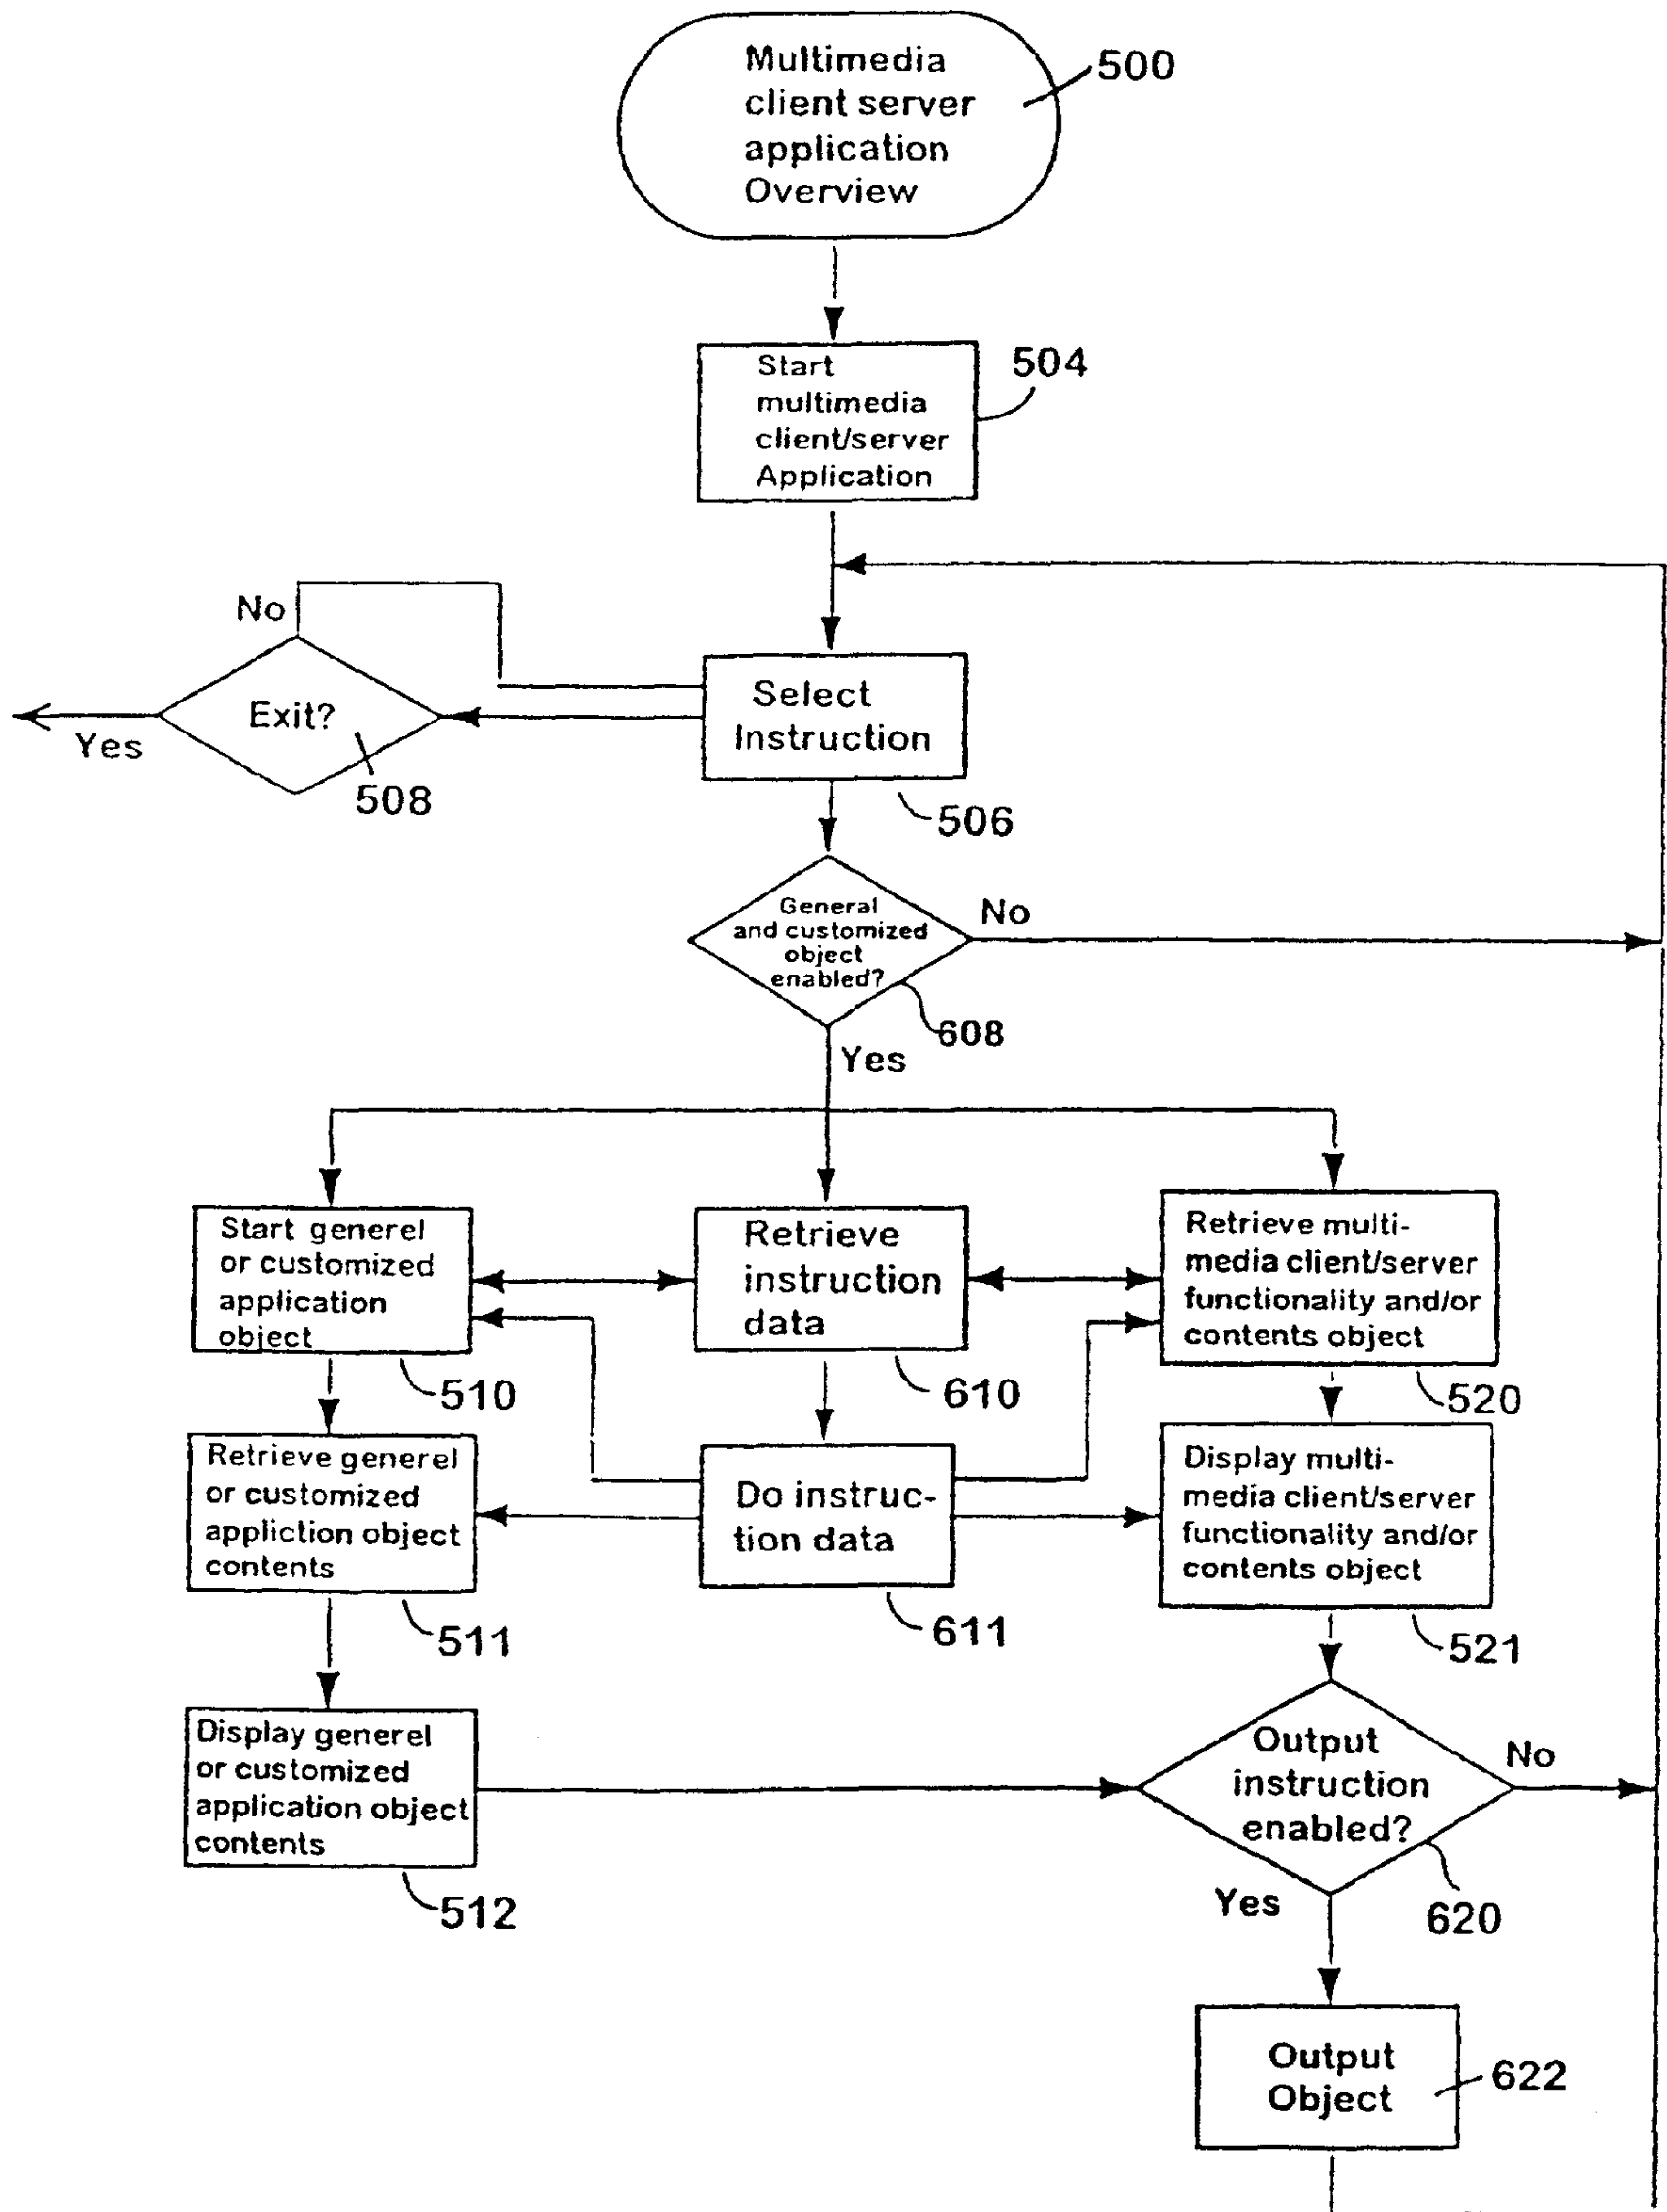 Multimedia
client server
application
Overview
500
Start
multimedia
client/server
Application
504
No
Exit?
Yes
508
Select
Instruction
506
General
and customized
object
enabled?
No
608
Yes
Start generel
or customized
application
object
510
Retrieve
instruction
data
610
Retrieve multi-
media client/server
functionality and/or
contents object
520
Retrieve generel
or customized
appliction object
contents
511
Do instruc-
tion data
611
Display multi-
media client/server
functionality and/or
contents object
521
Display generel
or customized
application object
contents
512
Output
instruction
enabled?
No
Yes
620
Output
Object
622